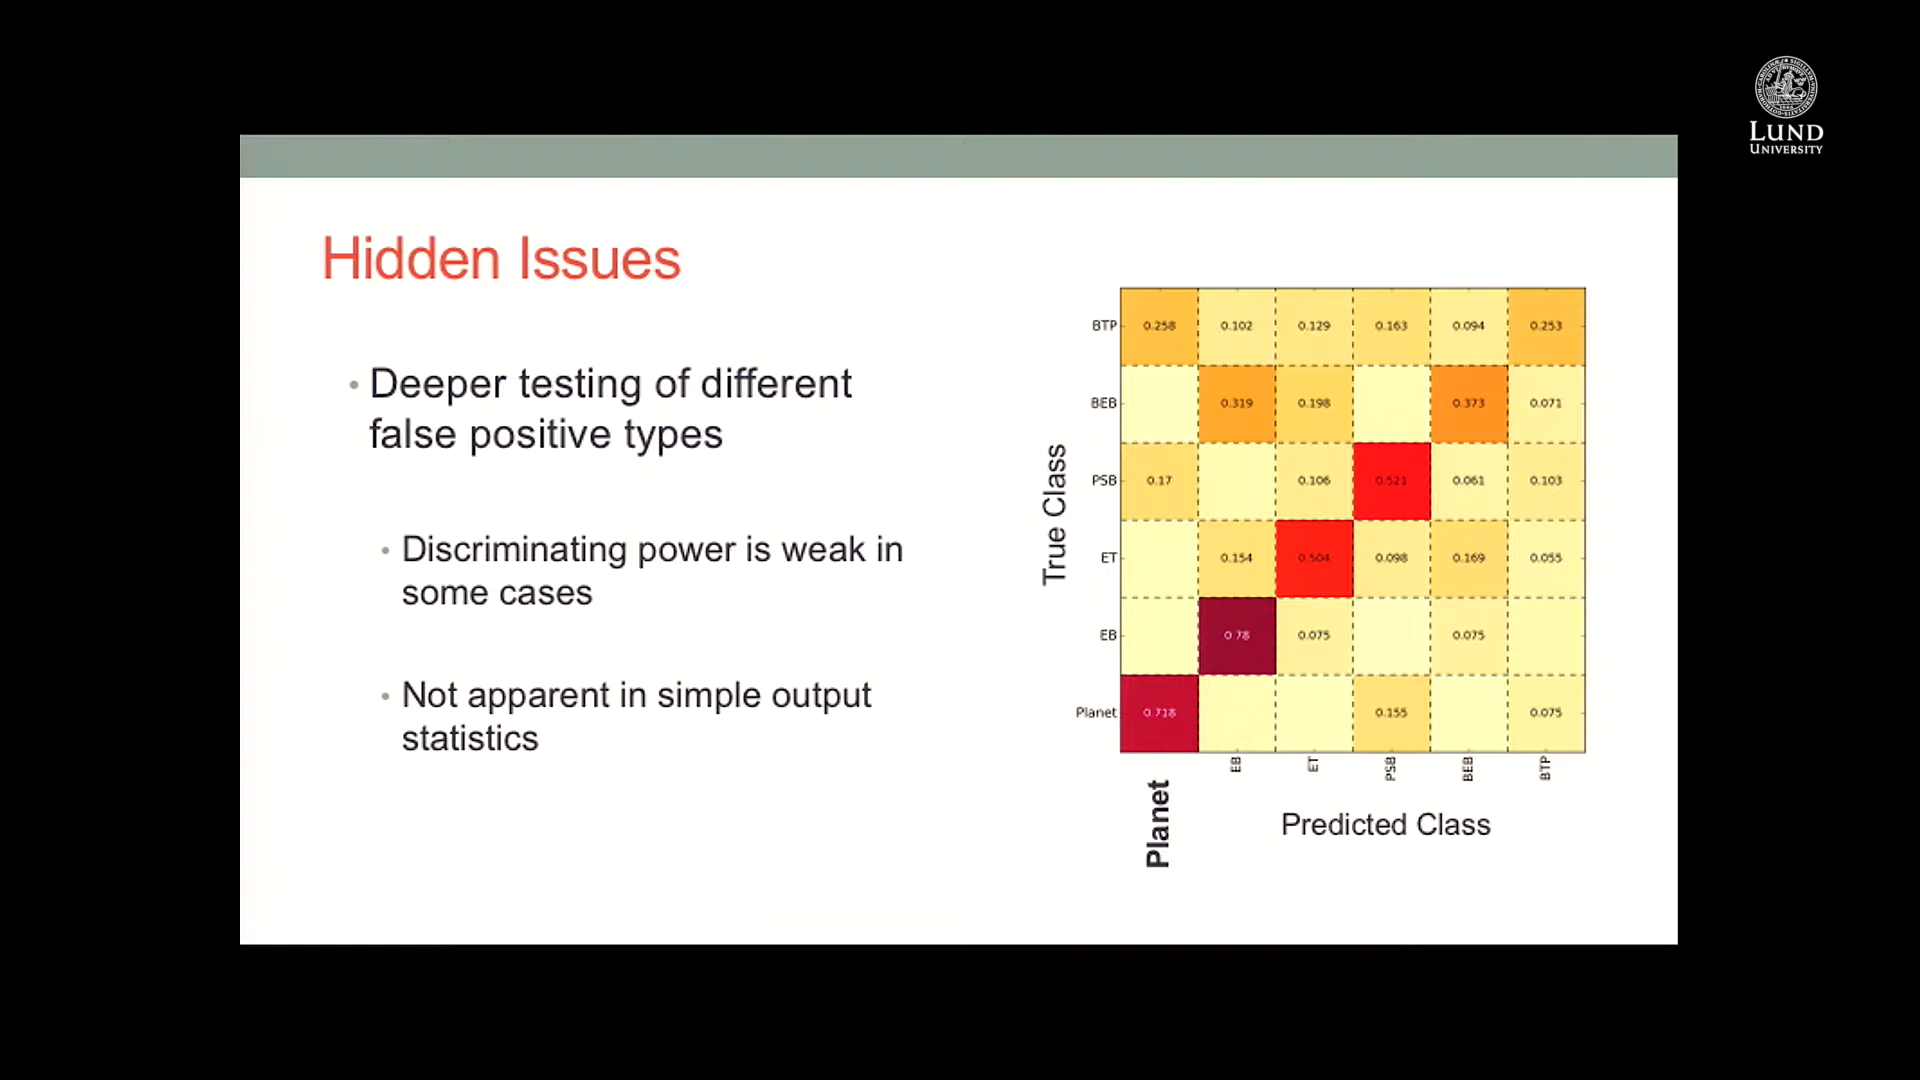 LUND
UNIVERSITY
Hidden Issues
• Deeper testing of different
false positive types
• Discriminating power is weak in
some cases
• Not apparent in simple output
statistics
True Class
BTP 0.258 0.102 0.129 0.163 0.094 0.253
BEB 0.319 0.198 0.373 0.071
PSB 0.17 0.106 0.521 0.061 0.103
ET 0.154 0.504 0.098 0.169 0.055
EB 0.78 0.075 0.075
Planet 0.718 0.155 0.075
Planet EB ET PSB BEB BTP
Predicted Class